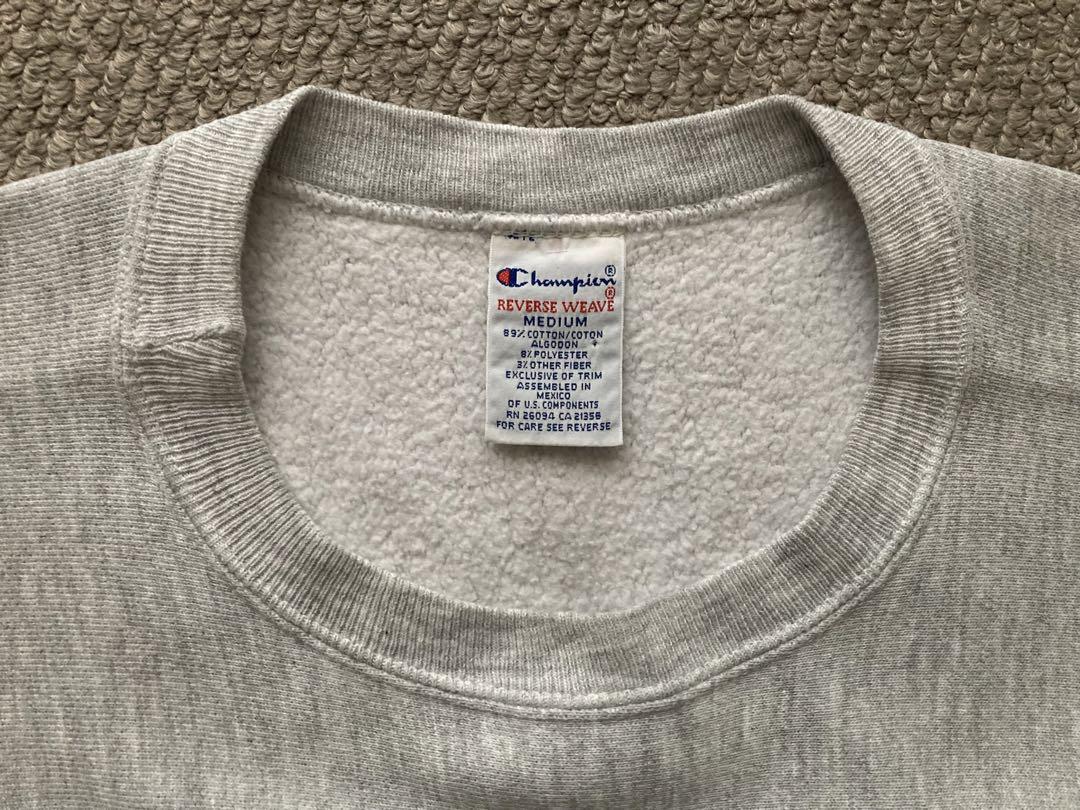 Champion®
REVERSE WEAVE®
MEDIUM
89% COTTON/COTON
ALGODON
8% POLYESTER
3% OTHER FIBER
EXCLUSIVE OF TRIM
ASSEMBLED IN
MEXICO
OF U.S. COMPONENTS
RN 26094 CA 21356
FOR CARE SEE REVERSE